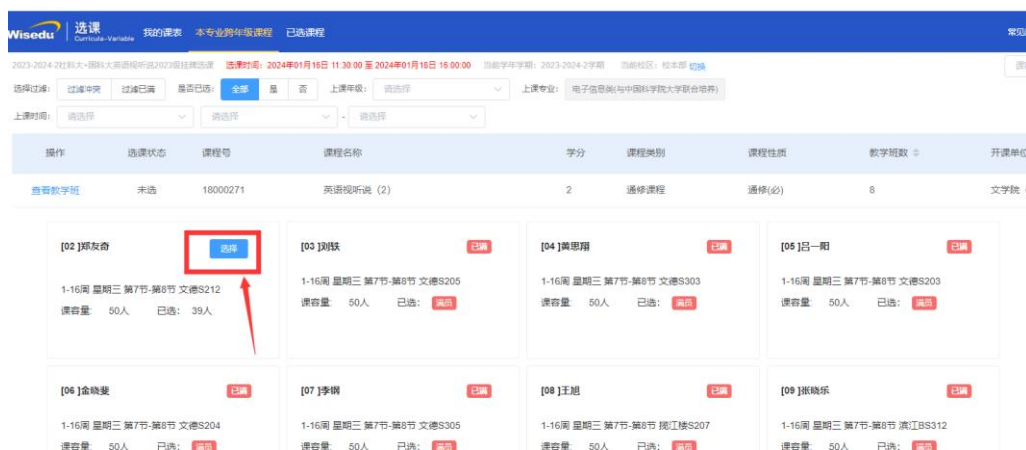 Wisedu 选课 Curricula-Variable 我的课表 本专业跨年级课程 已选课程
2023-2024-2社科大+国科大英语视听说2023级挂牌选课 选课时间: 2024年01月16日 11:30:00 至 2024年01月18日 16:00:00 当前学年学期: 2023-2024-2学期 当前校区: 校本部 切换
选择过滤: 过滤冲突 过滤已满 是否已选: 全部 是 否 上课年级: 请选择 上课专业: 电子信息类(与中国科学院大学联合培养)
上课时间: 请选择 请选择 - 请选择
操作 选课状态 课程号 课程名称 学分 课程类别 课程性质 教学班数 开课单位
查看教学班 未选 18000271 英语视听说（2） 2 通修课程 通修(必) 8 文学院
[02 ]郑友奇 选择 [03 ]刘轶 已满 [04 ]黄思翔 已满 [05 ]吕一阳 已满
1-16周 星期三 第7节-第8节 文德S212 1-16周 星期三 第7节-第8节 文德S205 1-16周 星期三 第7节-第8节 文德S303 1-16周 星期三 第7节-第8节 文德S203
课容量: 50人 已选: 39人 课容量: 50人 已选: 满员 课容量: 50人 已选: 满员 课容量: 50人 已选: 满员
[06 ]金晓斐 已满 [07 ]李钢 已满 [08 ]王旭 已满 [09 ]张晓乐 已满
1-16周 星期三 第7节-第8节 文德S204 1-16周 星期三 第7节-第8节 文德S305 1-16周 星期三 第7节-第8节 揽江楼S207 1-16周 星期三 第7节-第8节 滨江BS312
课容量: 50人 已选: 满员 课容量: 50人 已选: 满员 课容量: 50人 已选: 满员 课容量: 50人 已选: 满员